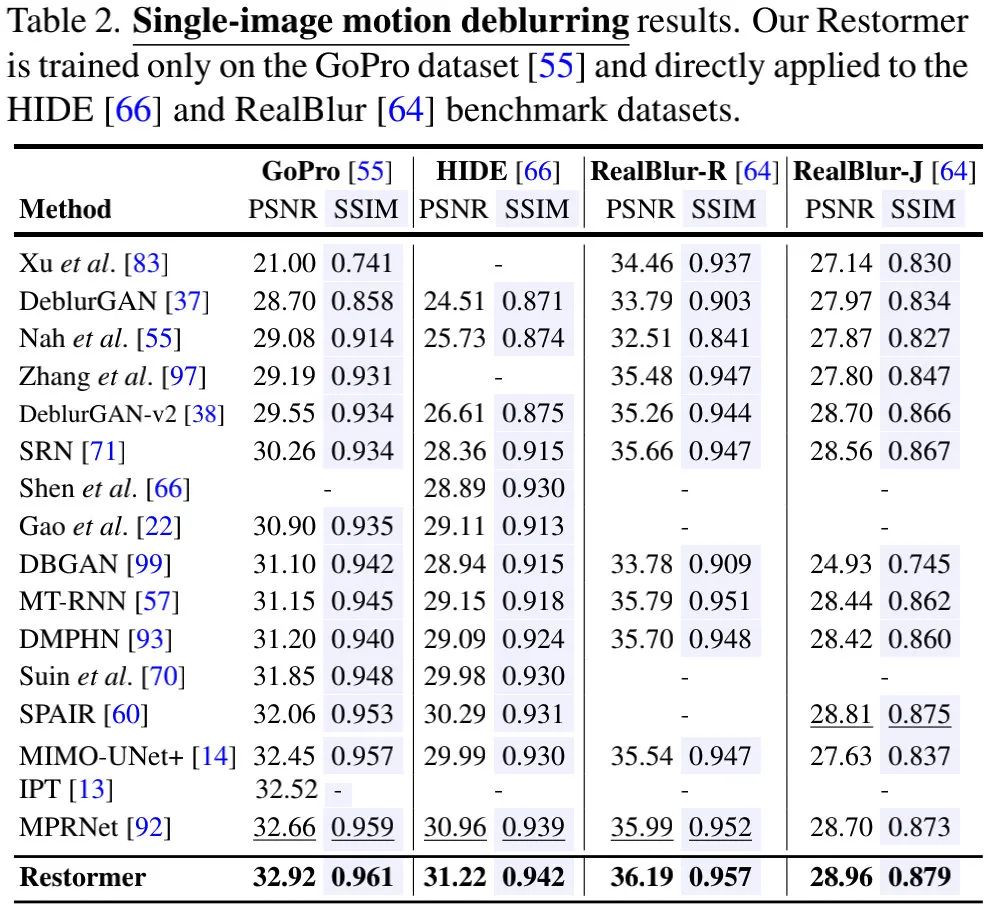 Table 2. Single-image motion deblurring results. Our Restormer
is trained only on the GoPro dataset [55] and directly applied to the
HIDE [66] and RealBlur [64] benchmark datasets.
GoPro [55] HIDE [66] RealBlur-R [64] RealBlur-J [64]
Method PSNR SSIM PSNR SSIM PSNR SSIM PSNR SSIM
Xu et al. [83] 21.00 0.741 - 34.46 0.937 27.14 0.830
DeblurGAN [37] 28.70 0.858 24.51 0.871 33.79 0.903 27.97 0.834
Nah et al. [55] 29.08 0.914 25.73 0.874 32.51 0.841 27.87 0.827
Zhang et al. [97] 29.19 0.931 - 35.48 0.947 27.80 0.847
DeblurGAN-v2 [38] 29.55 0.934 26.61 0.875 35.26 0.944 28.70 0.866
SRN [71] 30.26 0.934 28.36 0.915 35.66 0.947 28.56 0.867
Shen et al. [66] - 28.89 0.930 - -
Gao et al. [22] 30.90 0.935 29.11 0.913 - -
DBGAN [99] 31.10 0.942 28.94 0.915 33.78 0.909 24.93 0.745
MT-RNN [57] 31.15 0.945 29.15 0.918 35.79 0.951 28.44 0.862
DMPHN [93] 31.20 0.940 29.09 0.924 35.70 0.948 28.42 0.860
Suin et al. [70] 31.85 0.948 29.98 0.930 - -
SPAIR [60] 32.06 0.953 30.29 0.931 - 28.81 0.875
MIMO-UNet+ [14] 32.45 0.957 29.99 0.930 35.54 0.947 27.63 0.837
IPT [13] 32.52 - - - -
MPRNet [92] 32.66 0.959 30.96 0.939 35.99 0.952 28.70 0.873
Restormer 32.92 0.961 31.22 0.942 36.19 0.957 28.96 0.879